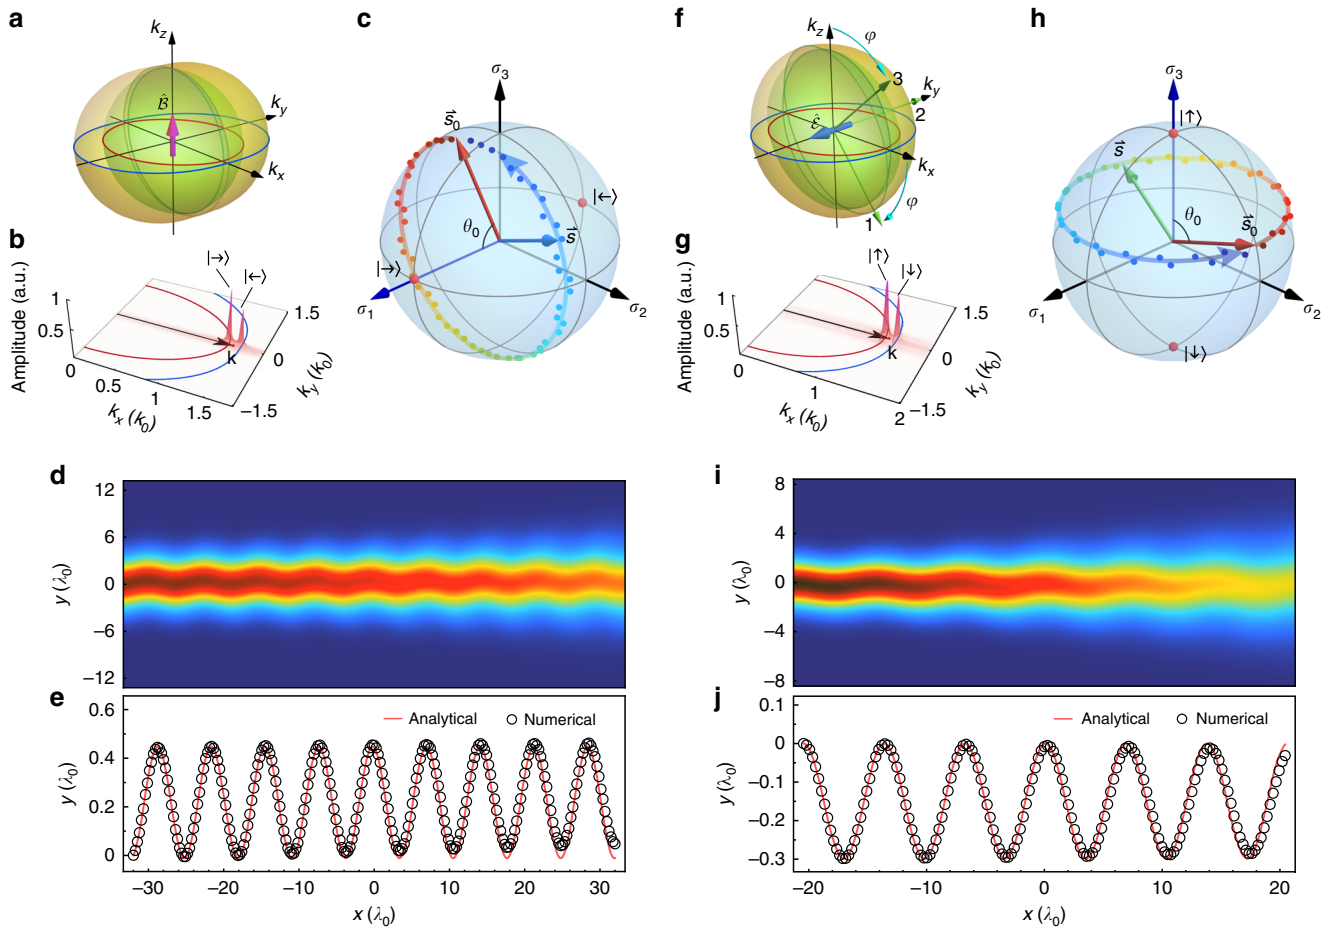 a
k_z
𝓑̂
k_y
k_x
b
|→⟩
|←⟩
Amplitude (a.u.)
1
0.5
0
0.5
1
1.5
k_x (k_0)
k
1.5
0
−1.5
k_y (k_0)
c
σ_3
s⃗_0
|←⟩
θ_0
s⃗
|→⟩
σ_1
σ_2
d
12
6
0
−6
−12
y (λ_0)
e
0.6
0.4
0.2
0
y (λ_0)
Analytical
Numerical
−30
−20
−10
0
10
20
30
x (λ_0)
f
k_z
φ
3
k_y
2
𝓔̂
k_x
φ
1
g
|↑⟩
|↓⟩
Amplitude (a.u.)
1
0.5
0
1
2
k_x (k_0)
k
1.5
0
−1.5
k_y (k_0)
h
σ_3
|↑⟩
s⃗
θ_0
s⃗_0
σ_1
σ_2
|↓⟩
i
8
4
0
−4
−8
y (λ_0)
j
0.1
0
−0.1
−0.2
−0.3
y (λ_0)
Analytical
Numerical
−20
−10
0
10
20
x (λ_0)